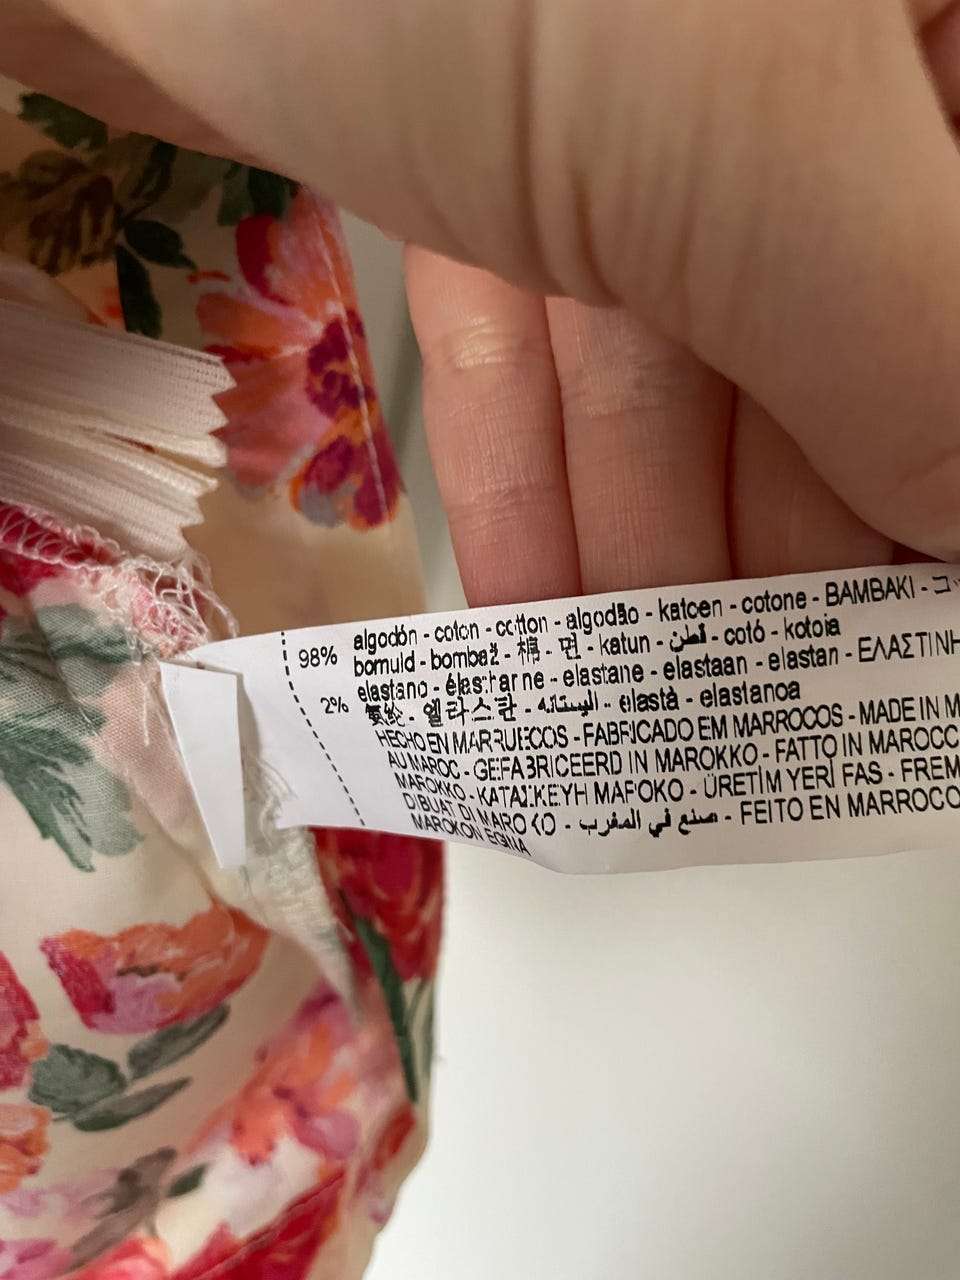 98% algodón - coton - cotton - algodão - katoen - cotone - BAMBAKI -
bomuld - bombaž - 棉 - 면 - katun - قطن - cotó - kotoia
2% elastano - élasthanne - elastane - elastaan - elastan - ΕΛΑΣΤΙΝΗ
氨纶 - 엘라스탄 - اليستانه - elastà - elastanoa
HECHO EN MARRUECOS - FABRICADO EM MARROCOS - MADE IN M
AU MAROC - GEFABRICEERD IN MAROKKO - FATTO IN MAROCC
MAROKKO - ΚΑΤΑΣΚΕΥΗ ΜΑΡΟΚΟ - ÜRETİM YERİ FAS - FREM
DIBUAT DI MAROKO - صنع في المغرب - FEITO EN MARROCO
MAROKON EGINA